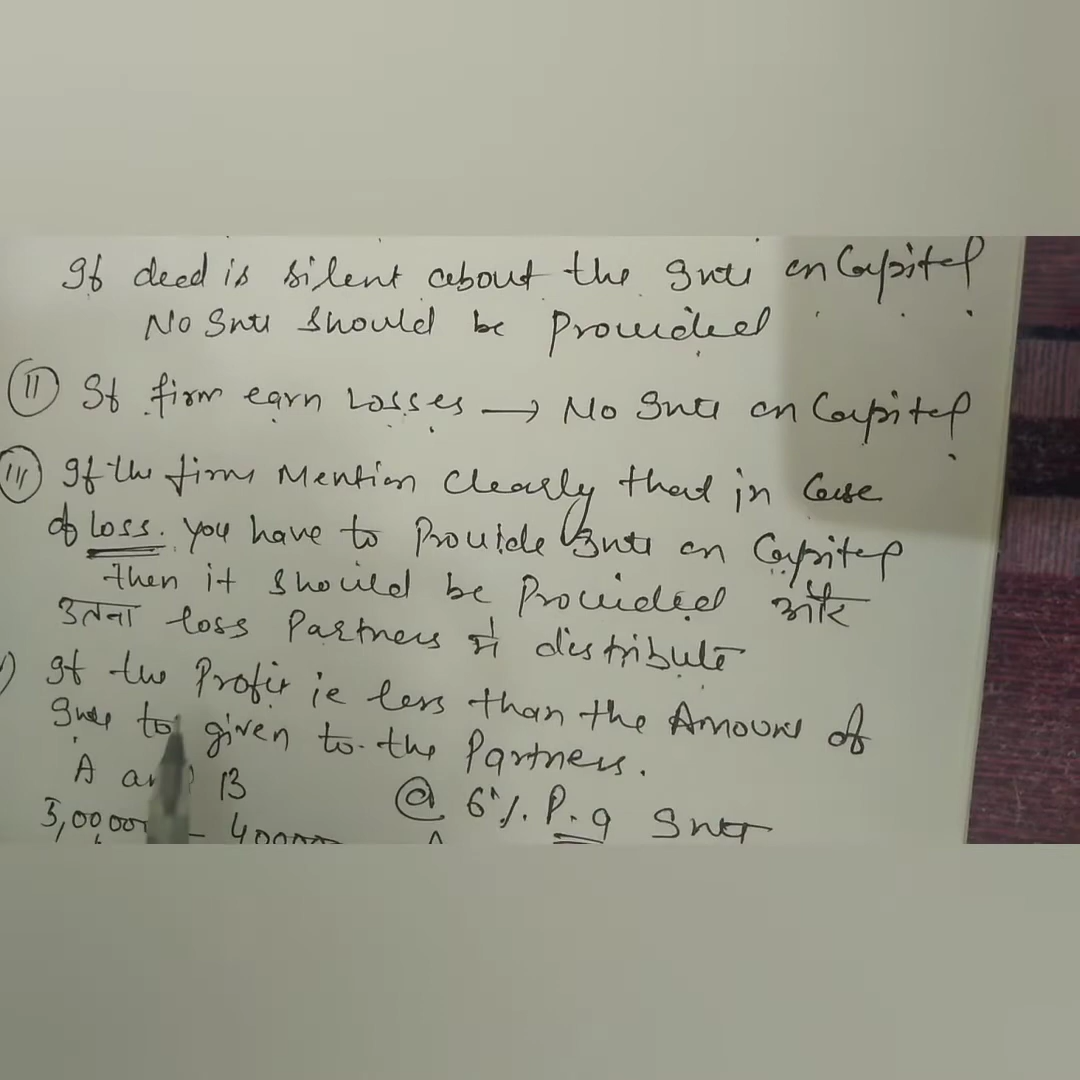 If deed is silent about the Intt on Capital
No Intt should be Provided
(II) If firm earn Losses → No Intt on Capital
(III) If the firm Mention Clearly that in Case
of Loss. You have to Provide Intt on Capital
then it should be Provided और
उतना loss Partners में distribute
) If the Profit is less than the Amount of
Intt to given to the Partners.
A and B
5,00,000 - 40000 @ 6% P.a Intt